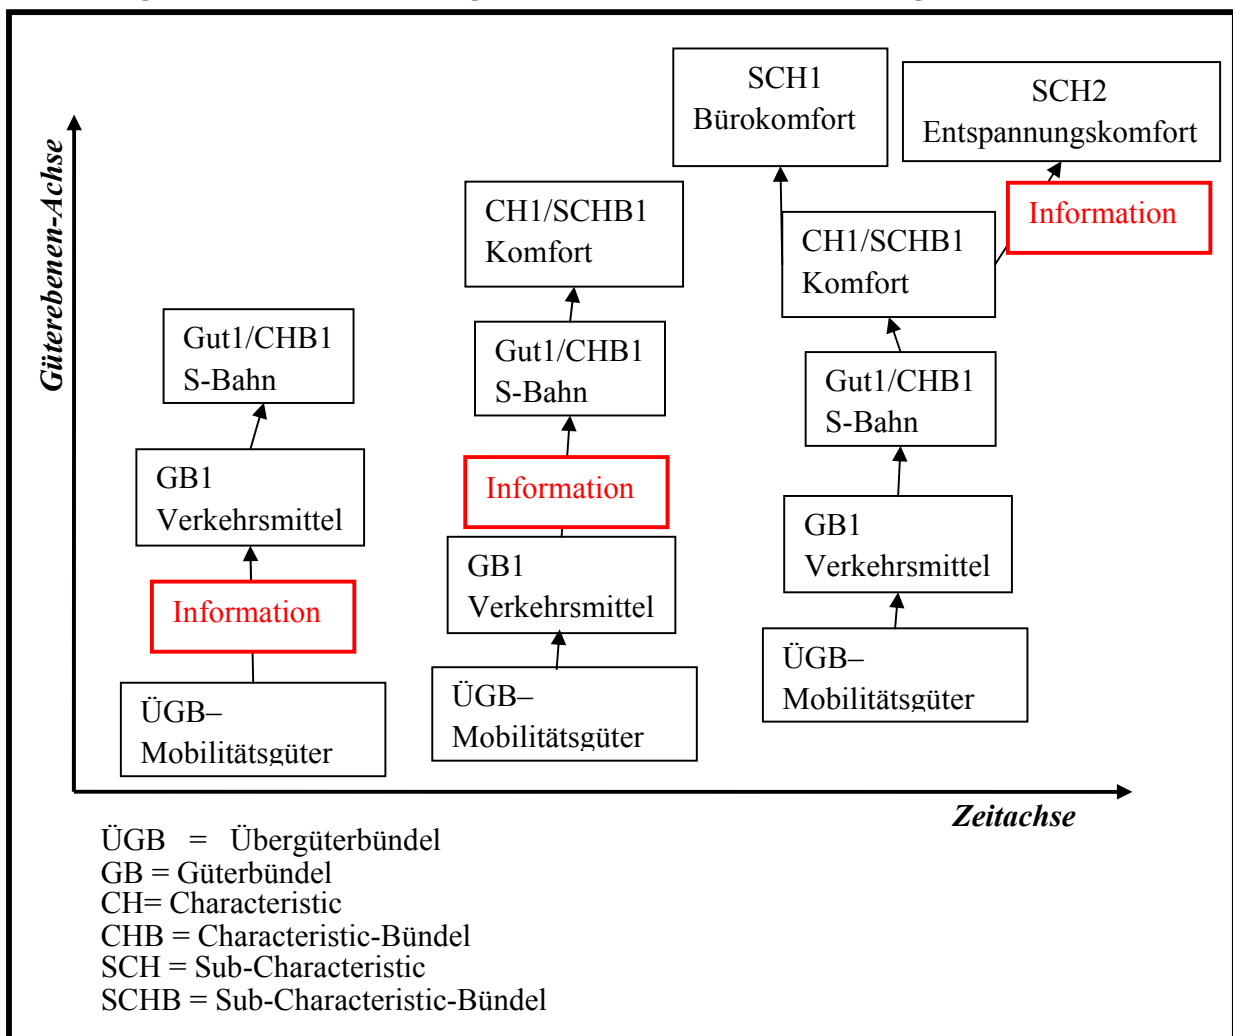 Güterebenen-Achse
Gut1/CHB1
S-Bahn
GB1
Verkehrsmittel
Information
ÜGB–
Mobilitätsgüter
CH1/SCHB1
Komfort
Gut1/CHB1
S-Bahn
Information
GB1
Verkehrsmittel
ÜGB–
Mobilitätsgüter
SCH1
Bürokomfort
SCH2
Entspannungskomfort
Information
CH1/SCHB1
Komfort
Gut1/CHB1
S-Bahn
GB1
Verkehrsmittel
ÜGB–
Mobilitätsgüter
Zeitachse
ÜGB = Übergüterbündel
GB = Güterbündel
CH= Characteristic
CHB = Characteristic-Bündel
SCH = Sub-Characteristic
SCHB = Sub-Characteristic-Bündel